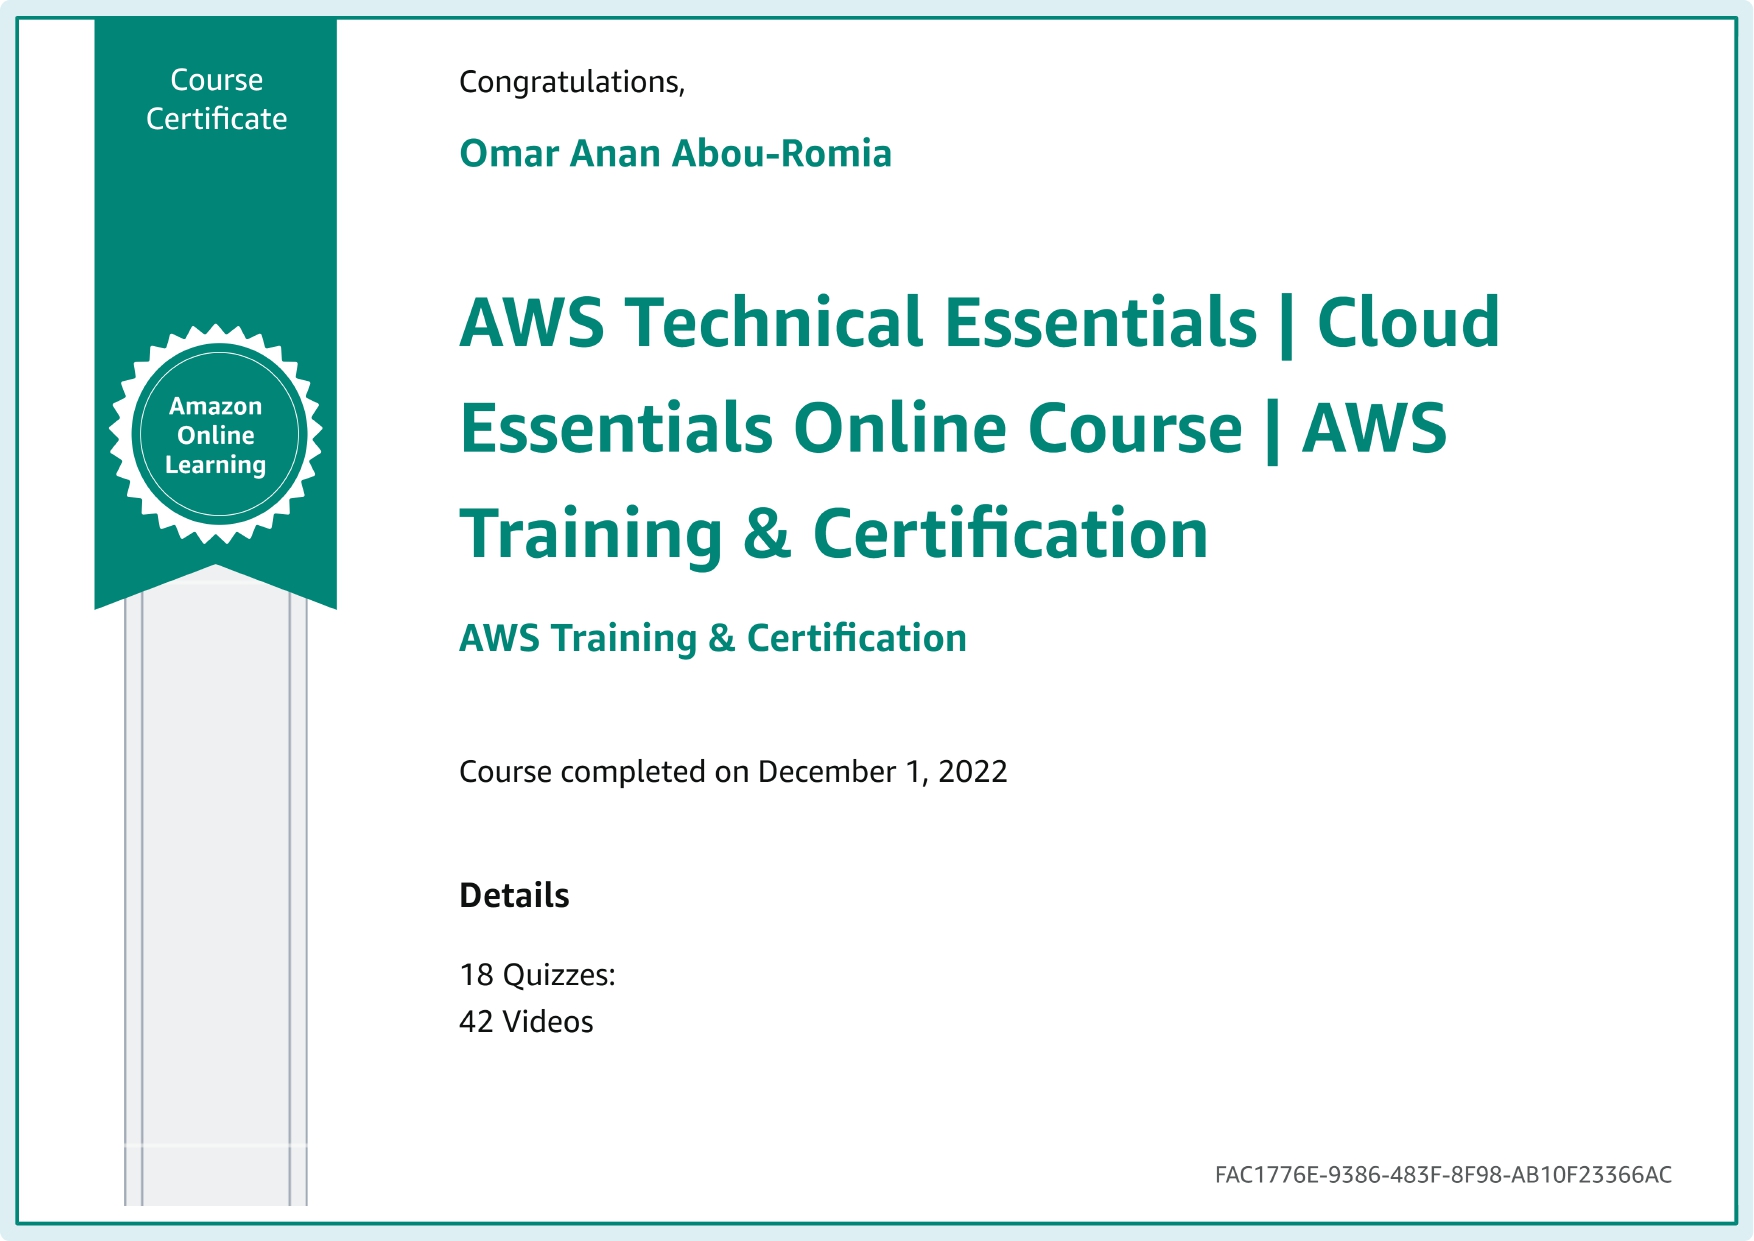 Course
Certificate
Amazon
Online
Learning
Congratulations,
Omar Anan Abou-Romia
AWS Technical Essentials | Cloud
Essentials Online Course | AWS
Training & Certification
AWS Training & Certification
Course completed on December 1, 2022
Details
18 Quizzes:
42 Videos
FAC1776E-9386-483F-8F98-AB10F23366AC